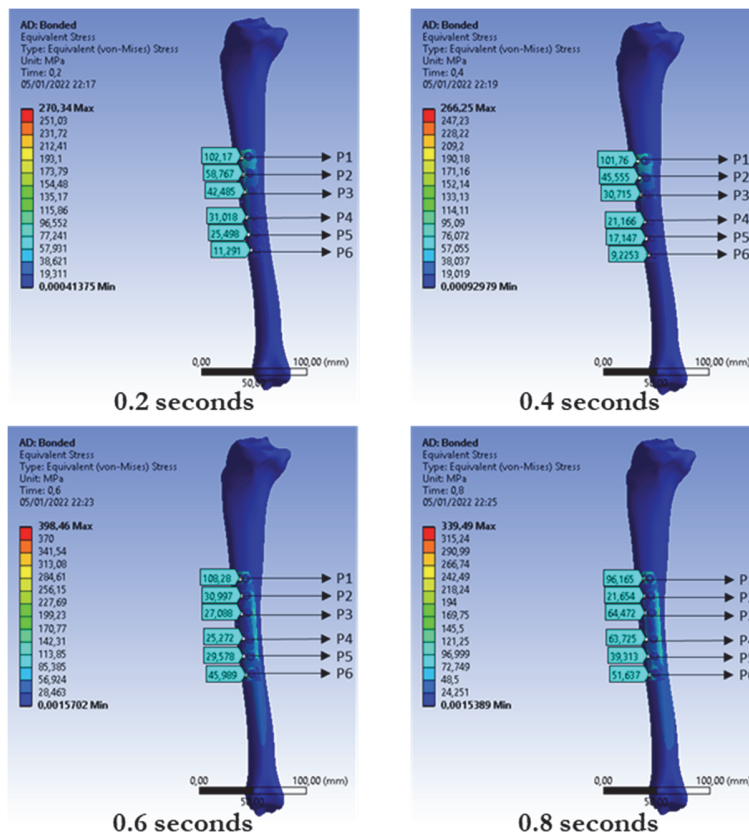 AD: Bonded
Equivalent Stress
Type: Equivalent (von-Mises) Stress
Unit: MPa
Time: 0,2
05/01/2022 22:17
270,34 Max
251,03
231,72
212,41
193,1
173,79
154,48
135,17
115,86
96,552
77,241
57,931
38,621
19,311
0,00041375 Min
102,17 P1
58,767 P2
42,485 P3
31,018 P4
25,498 P5
11,291 P6
0,00 100,00 (mm)
50,00
0.2 seconds
AD: Bonded
Equivalent Stress
Type: Equivalent (von-Mises) Stress
Unit: MPa
Time: 0,4
05/01/2022 22:19
266,25 Max
247,23
228,22
209,2
190,18
171,16
152,14
133,13
114,11
95,09
76,072
57,055
38,037
19,019
0,00092979 Min
101,76 P1
45,555 P2
30,715 P3
21,166 P4
17,147 P5
9,2253 P6
0,00 100,00 (mm)
50,00
0.4 seconds
AD: Bonded
Equivalent Stress
Type: Equivalent (von-Mises) Stress
Unit: MPa
Time: 0,6
05/01/2022 22:23
398,46 Max
370
341,54
313,08
284,61
256,15
227,69
199,23
170,77
142,31
113,85
85,385
56,924
28,463
0,0015702 Min
108,28 P1
30,997 P2
27,088 P3
25,272 P4
29,578 P5
45,989 P6
0,00 100,00 (mm)
50,00
0.6 seconds
AD: Bonded
Equivalent Stress
Type: Equivalent (von-Mises) Stress
Unit: MPa
Time: 0,8
05/01/2022 22:25
339,49 Max
315,24
290,99
266,74
242,49
218,24
194
169,75
145,5
121,25
96,999
72,749
48,5
24,251
0,0015389 Min
96,165 P
21,654 P
64,472 P
63,725 P
39,313 P
51,637 P
0,00 100,00 (mm)
50,00
0.8 seconds